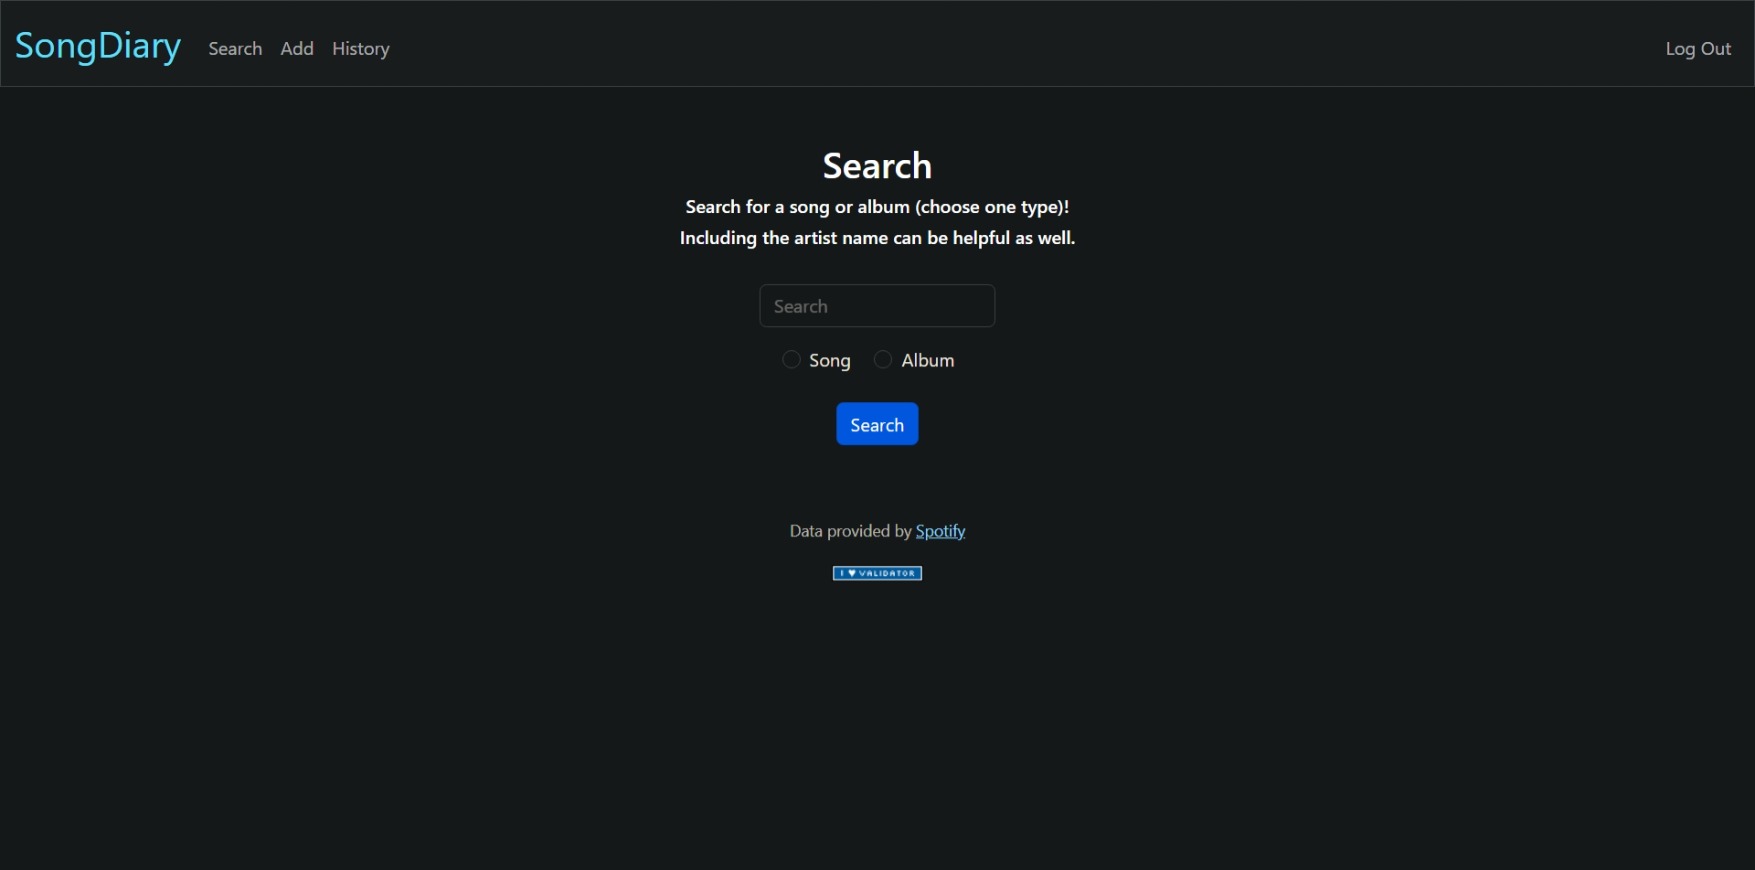 SongDiary Search Add History Log Out
Search
Search for a song or album (choose one type)!
Including the artist name can be helpful as well.
Search
Song Album
Search
Data provided by Spotify
I ♥ VALIDATOR